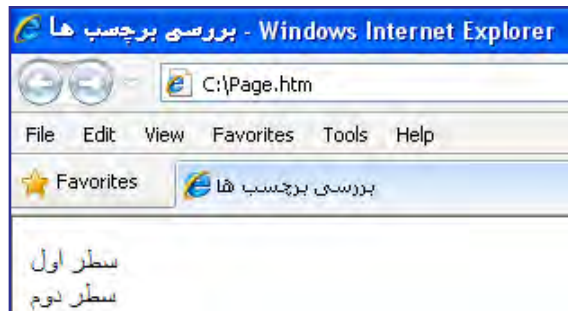 بررسی برچسب ها - Windows Internet Explorer
C:\Page.htm
File Edit View Favorites Tools Help
Favorites بررسی برچسب ها
سطر اول
سطر دوم